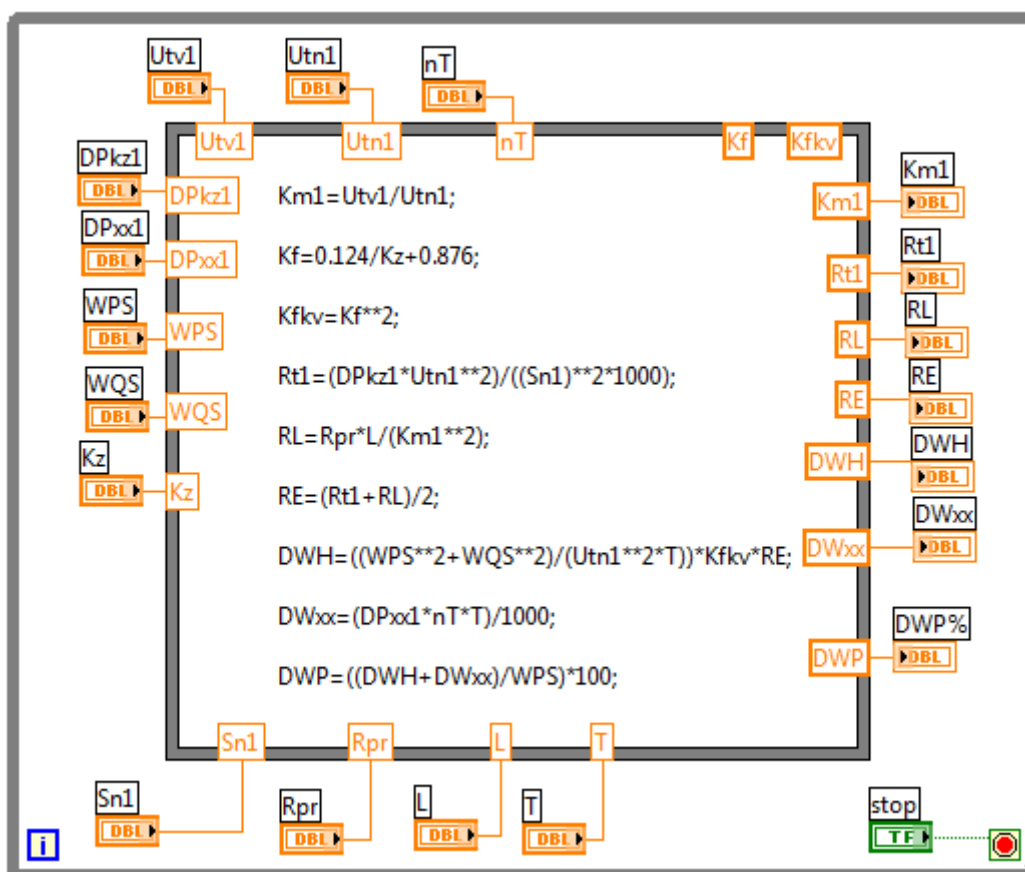 Utv1 Utn1 nT
DBL DBL DBL
Utv1 Utn1 nT Kf Kfkv
DPkz1
DBL DPkz1
DPxx1
DBL DPxx1
WPS
DBL WPS
WQS
DBL WQS
Kz
DBL Kz
Km1=Utv1/Utn1;
Kf=0.124/Kz+0.876;
Kfkv=Kf**2;
Rt1=(DPkz1*Utn1**2)/((Sn1)**2*1000);
RL=Rpr*L/(Km1**2);
RE=(Rt1+RL)/2;
DWH=((WPS**2+WQS**2)/(Utn1**2*T))*Kfkv*RE;
DWxx=(DPxx1*nT*T)/1000;
DWP=((DWH+DWxx)/WPS)*100;
Km1
Km1 DBL
Rt1
Rt1 DBL
RL
RL DBL
RE
RE DBL
DWH
DWH DBL
DWxx
DWxx DBL
DWP%
DWP DBL
Sn1 Rpr L T
Sn1 Rpr L T stop
DBL DBL DBL DBL TF
i